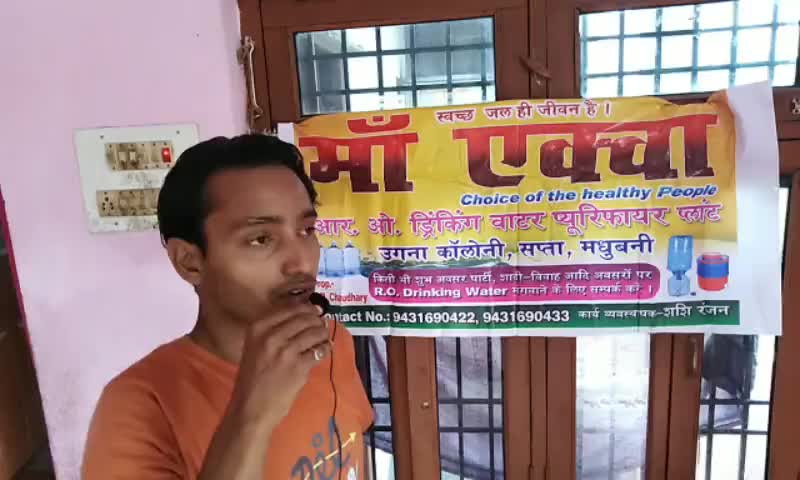 स्वच्छ जल ही जीवन है ।
माँ एक्वा
Choice of the healthy People
आर. ओ. ड्रिंकिंग वाटर प्यूरिफायर प्लांट
उगना कॉलोनी, सप्ता, मधुबनी
किसी भी शुभ अवसर पार्टी, शादी-विवाह आदि अवसरों पर
R.O. Drinking Water मंगवाने के लिए सम्पर्क करें ।
Prop.-
Chaudhary
ontact No.: 9431690422, 9431690433 कार्य व्यवस्थापक-शशि रंजन